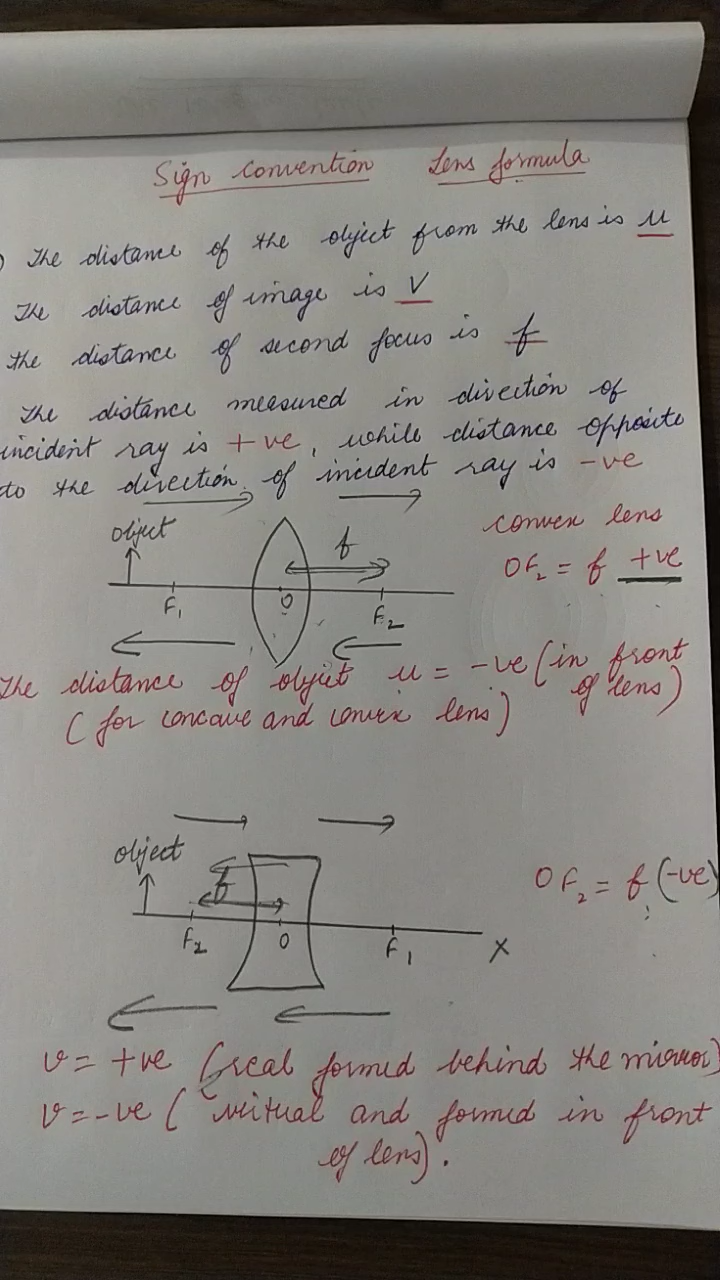 Sign convention Lens formula
) The distance of the object from the lens is u
The distance of image is V
the distance of second focus is f
The distance measured in direction of
incident ray is +ve, while distance opposite
to the direction of incident ray is -ve
object
f
convex lens
OF2 = f +ve
F1
O
F2
The distance of object u = -ve (in front
of lens)
(for concave and convex lens)
object
f
OF2 = f (-ve)
F2
O
F1
X
v = +ve (real formed behind the mirror)
v = -ve (virtual and formed in front
of lens).